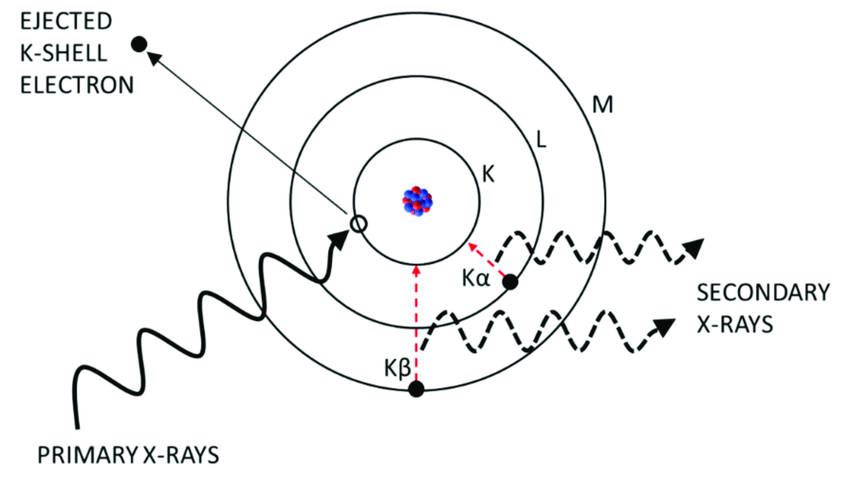 EJECTED
K-SHELL
ELECTRON
M
L
K
Kα
SECONDARY
X-RAYS
Kβ
PRIMARY X-RAYS